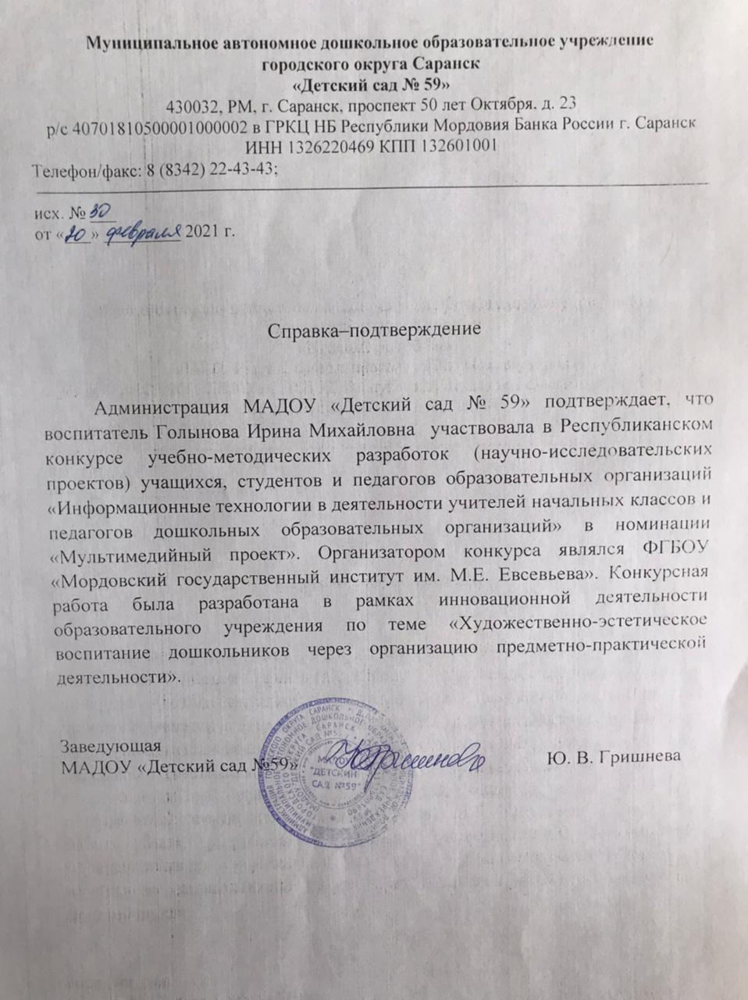 Муниципальное автономное дошкольное образовательное учреждение
городского округа Саранск
«Детский сад № 59»
430032, РМ, г. Саранск, проспект 50 лет Октября, д. 23
р/с 40701810500001000002 в ГРКЦ НБ Республики Мордовия Банка России г. Саранск
ИНН 1326220469 КПП 132601001
Телефон/факс: 8 (8342) 22-43-43;
исх. № 30
от «20» февраля 2021 г.
Справка–подтверждение
Администрация МАДОУ «Детский сад № 59» подтверждает, что
воспитатель Голынова Ирина Михайловна участвовала в Республиканском
конкурсе учебно-методических разработок (научно-исследовательских
проектов) учащихся, студентов и педагогов образовательных организаций
«Информационные технологии в деятельности учителей начальных классов и
педагогов дошкольных образовательных организаций» в номинации
«Мультимедийный проект». Организатором конкурса являлся ФГБОУ
«Мордовский государственный институт им. М.Е. Евсевьева». Конкурсная
работа была разработана в рамках инновационной деятельности
образовательного учреждения по теме «Художественно-эстетическое
воспитание дошкольников через организацию предметно-практической
деятельности».
Заведующая
МАДОУ «Детский сад №59» Ю. В. Гришнева
МАДОУ
"ДЕТСКИЙ
САД №59"